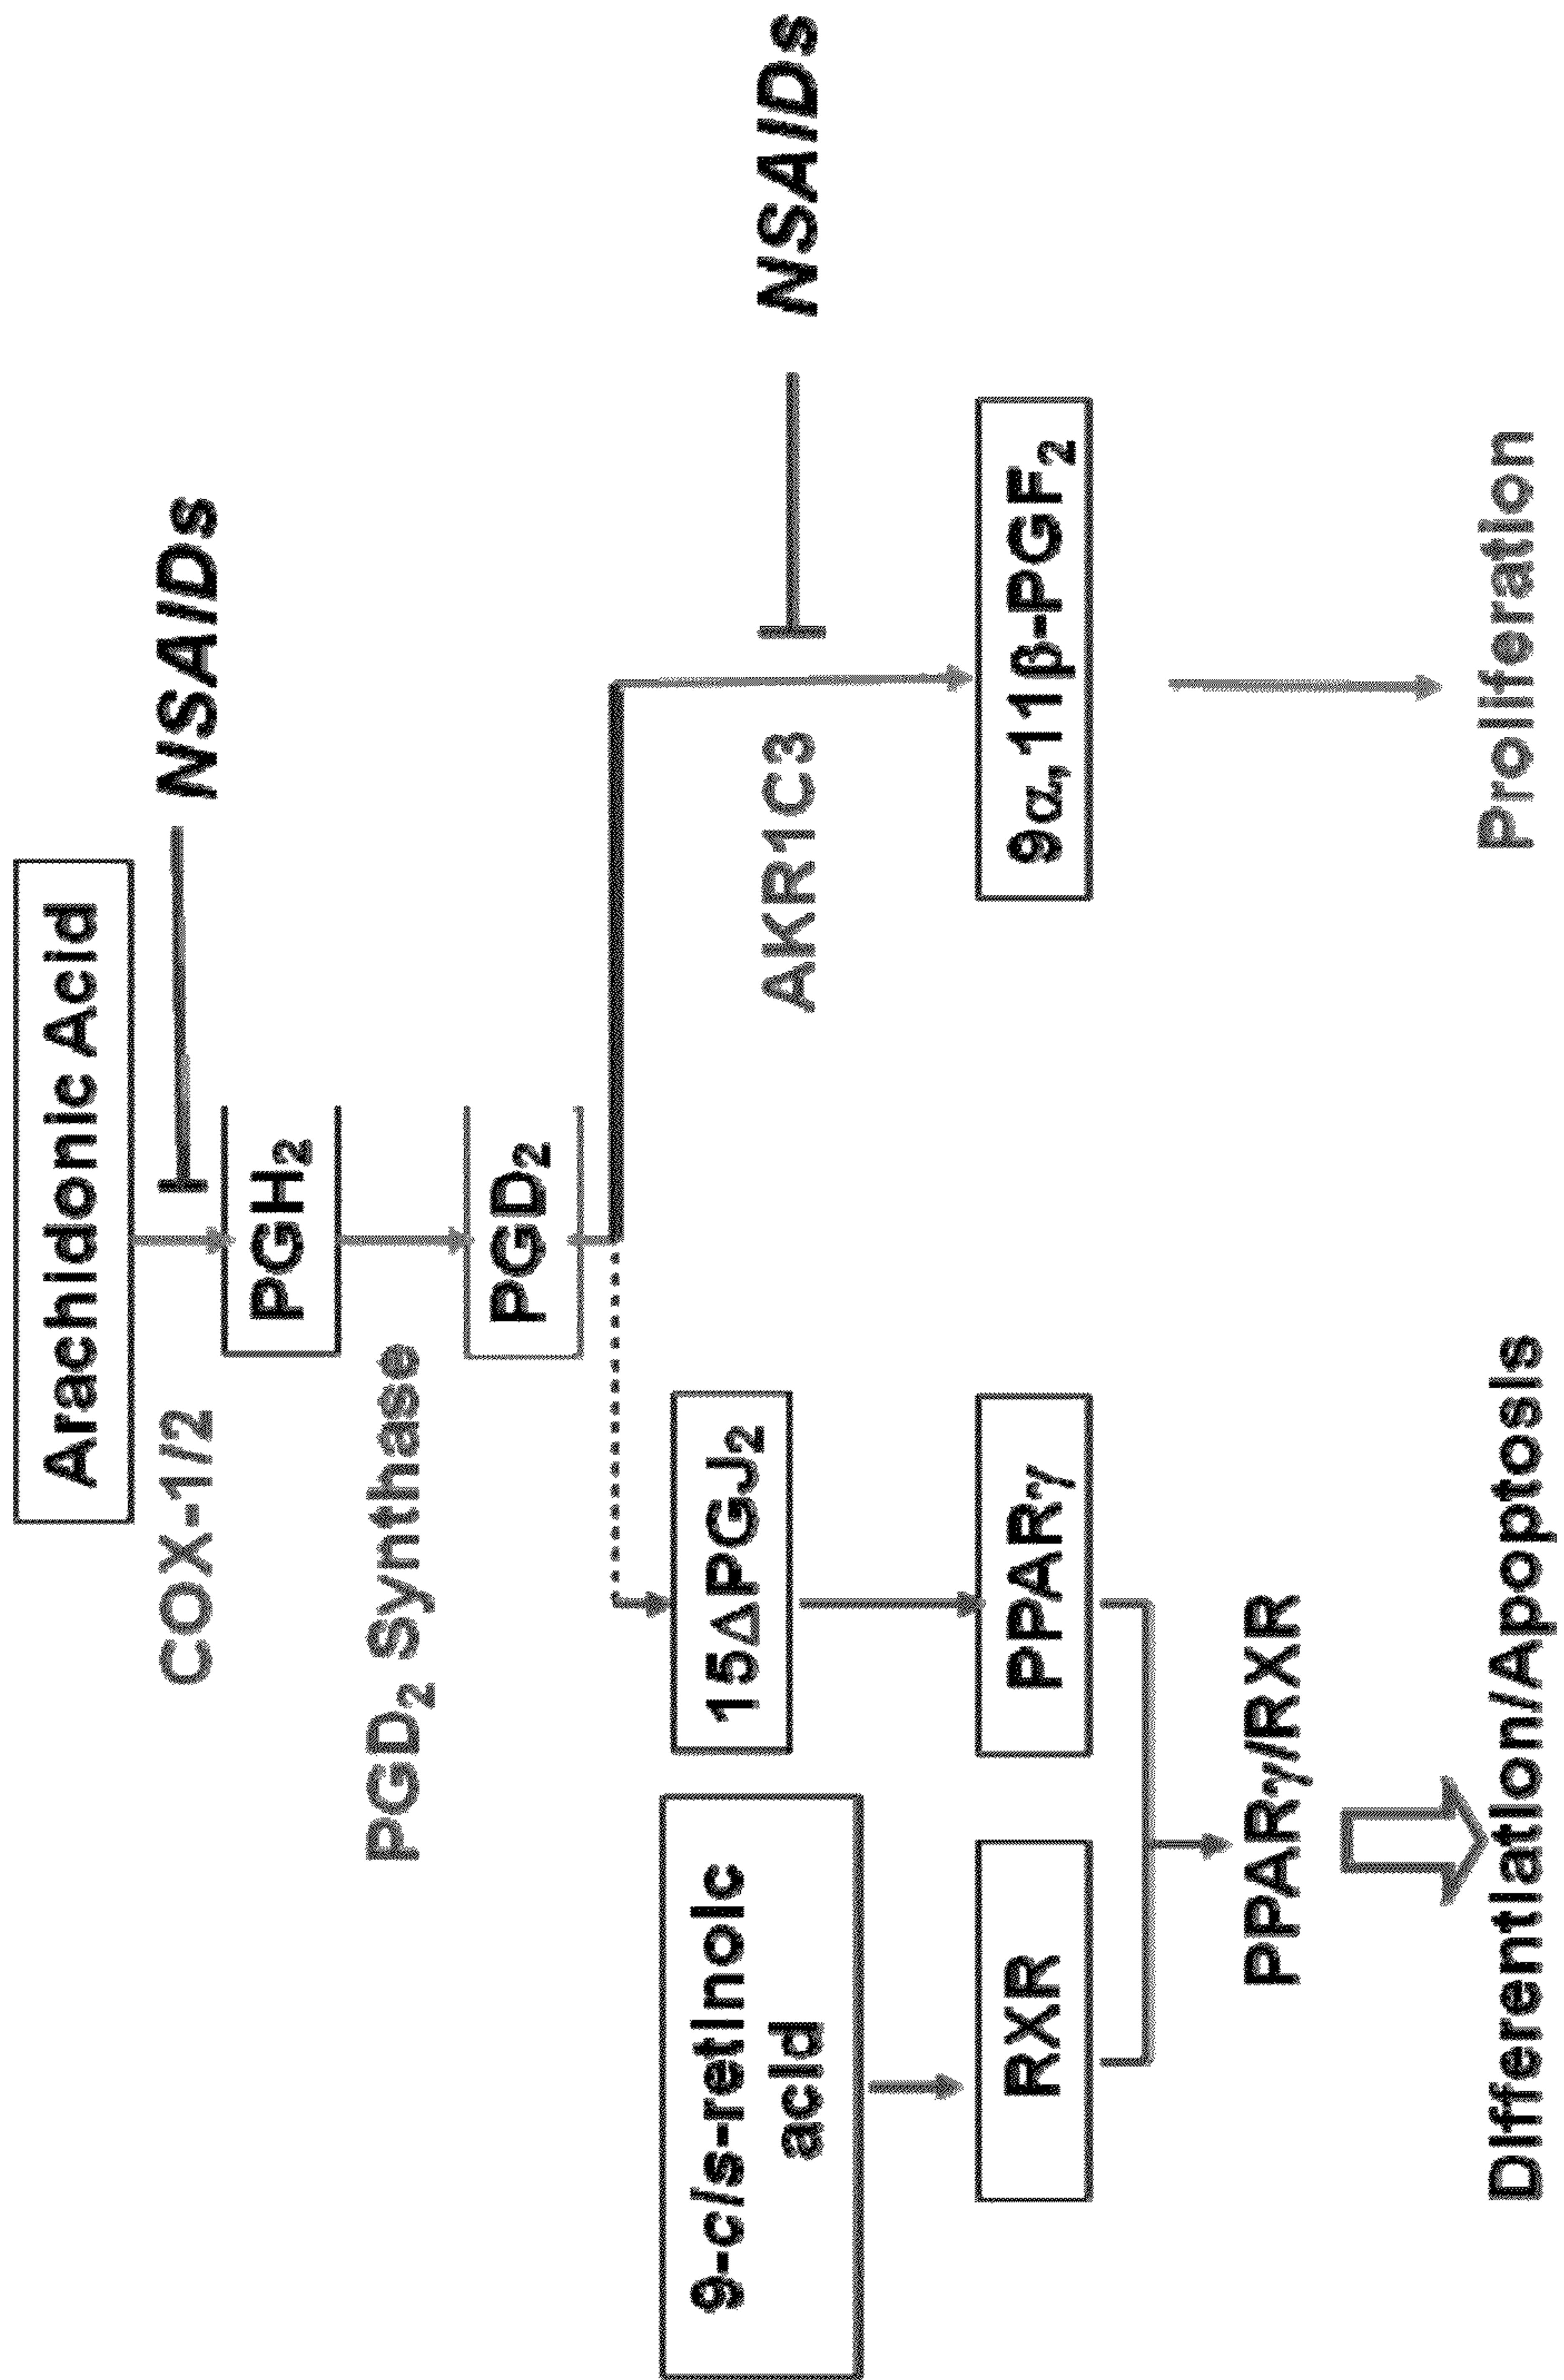 Arachidonic Acid
COX-1/2
NSAIDs
PGH₂
PGD₂ Synthase
PGD₂
15ΔPGJ₂
9-cis-retinoic
acid
AKR1C3
NSAIDs
RXR
PPARγ
9α,11β-PGF₂
PPARγ/RXR
Differentiation/Apoptosis
Proliferation